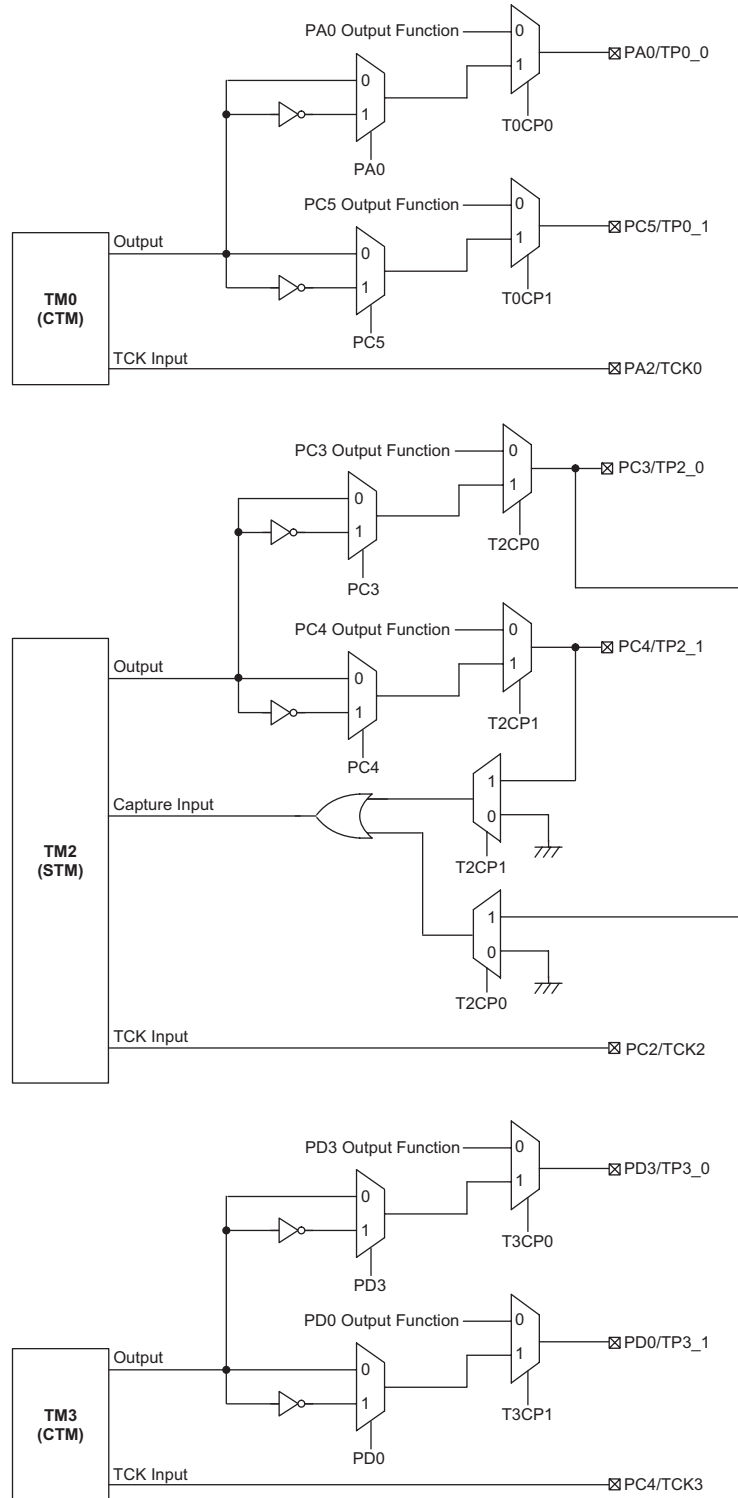 PA0 Output Function
0
1
PA0/TP0_0
T0CP0
0
1
PA0
PC5 Output Function
0
1
PC5/TP0_1
T0CP1
Output
0
1
PC5
TM0
(CTM)
TCK Input
PA2/TCK0
PC3 Output Function
0
1
PC3/TP2_0
T2CP0
0
1
PC3
PC4 Output Function
0
1
PC4/TP2_1
T2CP1
Output
0
1
PC4
Capture Input
1
0
T2CP1
TM2
(STM)
1
0
T2CP0
TCK Input
PC2/TCK2
PD3 Output Function
0
1
PD3/TP3_0
T3CP0
0
1
PD3
PD0 Output Function
0
1
PD0/TP3_1
T3CP1
Output
0
1
PD0
TM3
(CTM)
TCK Input
PC4/TCK3